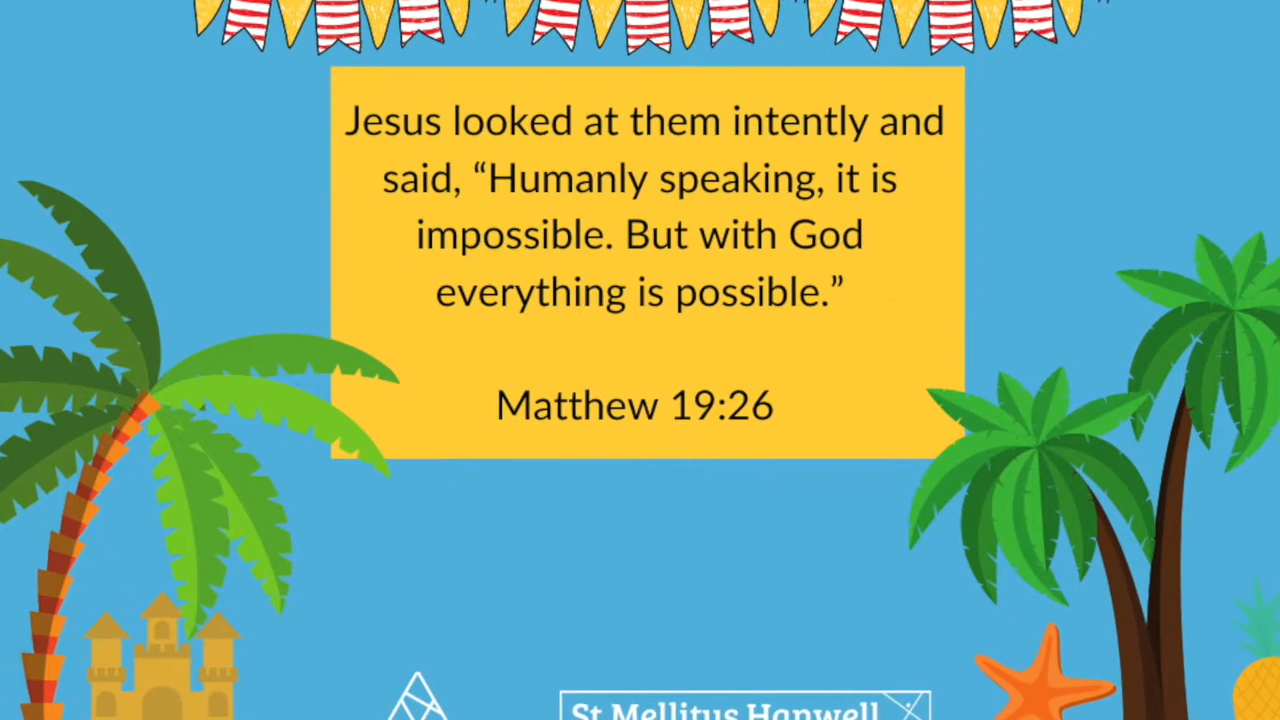 Jesus looked at them intently and
said, “Humanly speaking, it is
impossible. But with God
everything is possible.”
Matthew 19:26
St Mellitus Hanwell